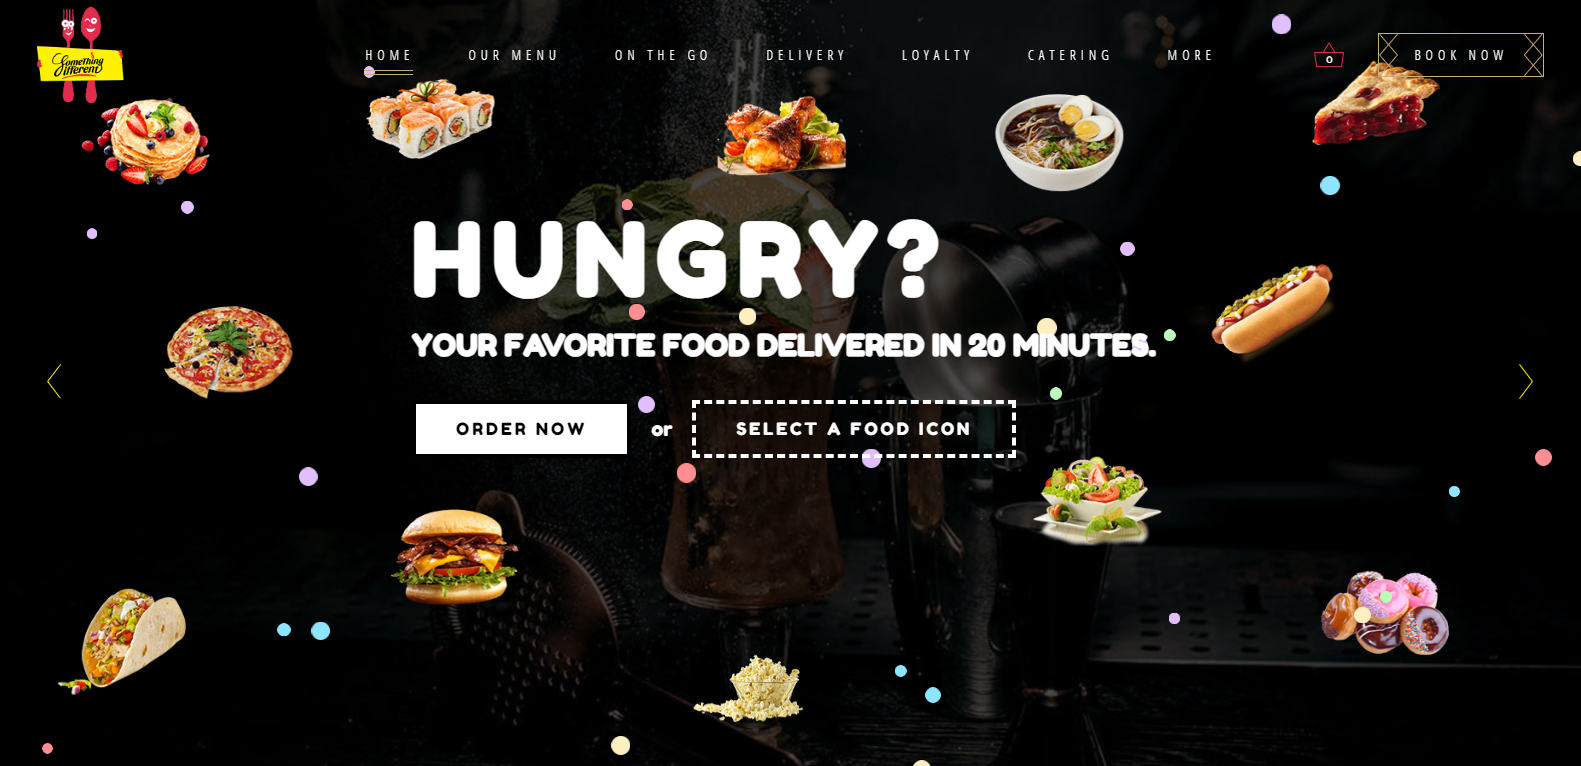 Something
Different
HOME
OUR MENU
ON THE GO
DELIVERY
LOYALTY
CATERING
MORE
0
BOOK NOW
HUNGRY?
YOUR FAVORITE FOOD DELIVERED IN 20 MINUTES.
ORDER NOW
or
SELECT A FOOD ICON